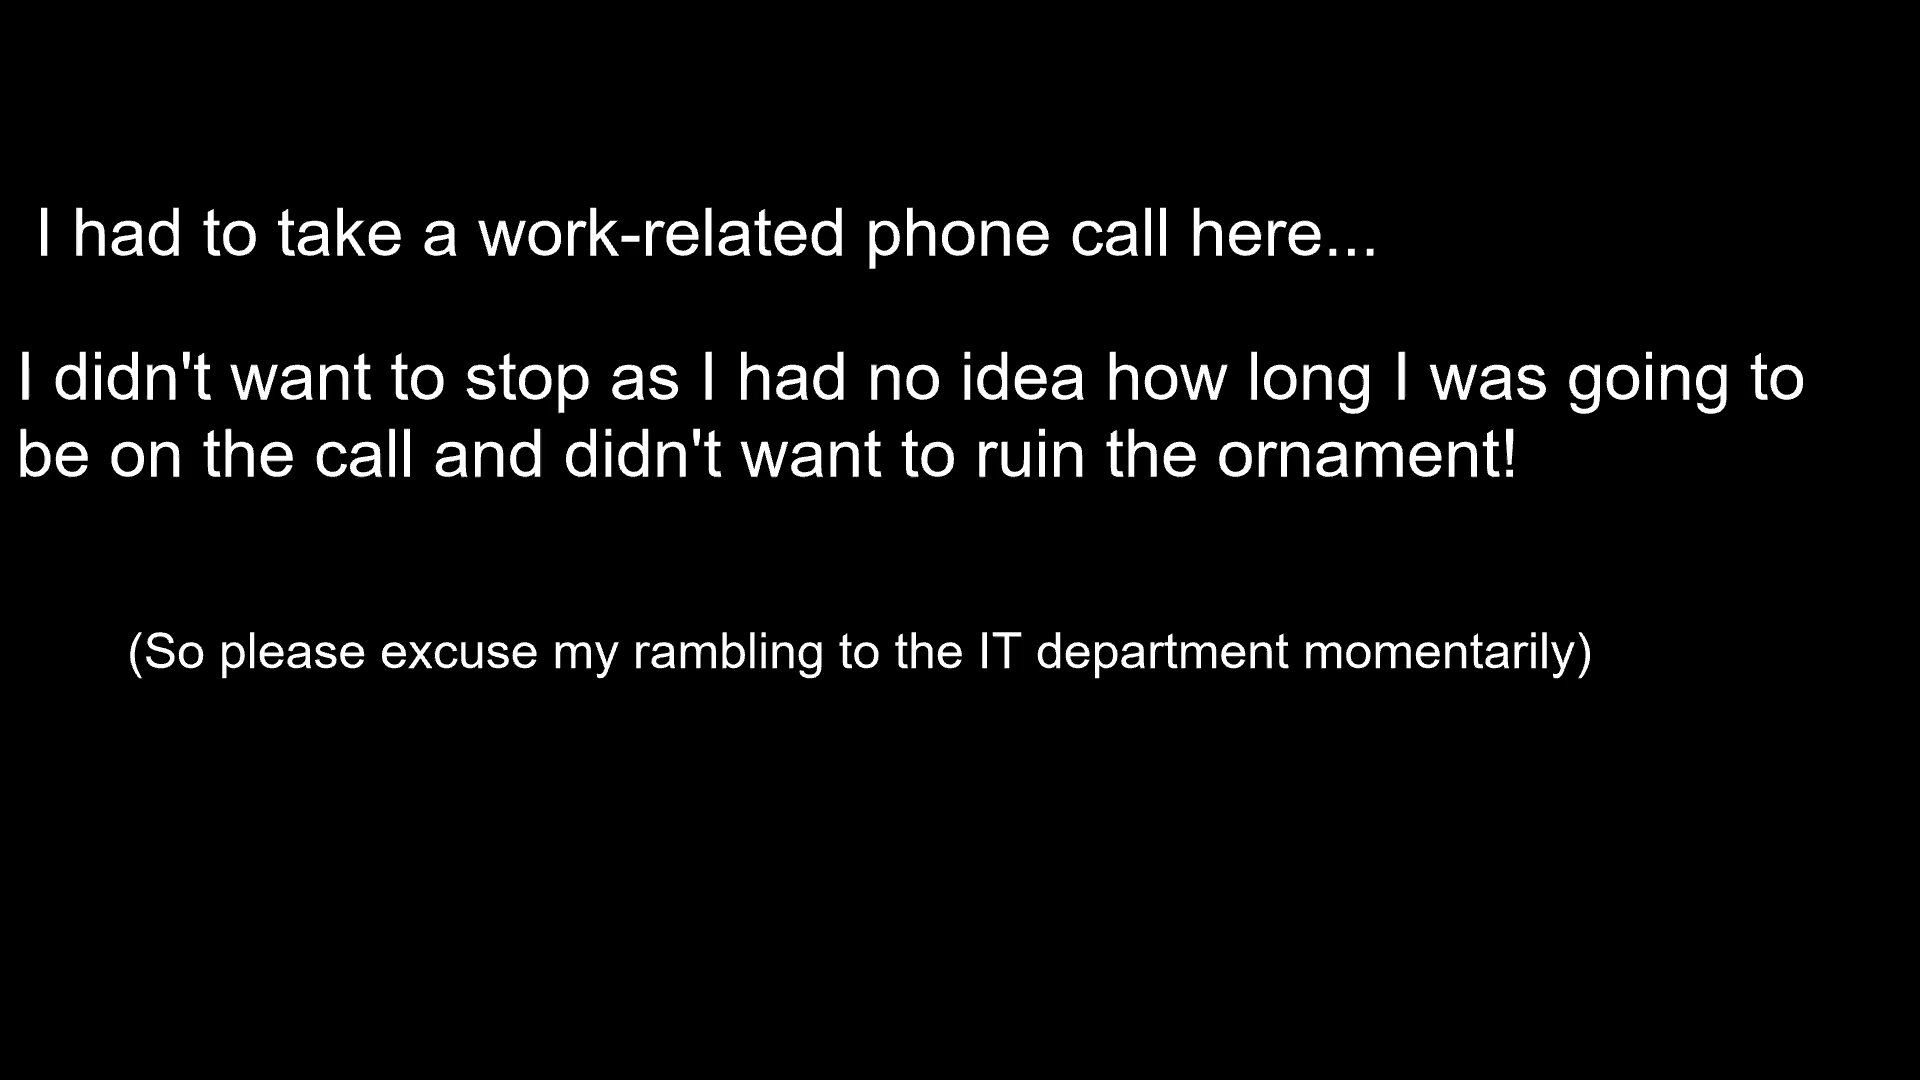 I had to take a work-related phone call here...
I didn't want to stop as I had no idea how long I was going to
be on the call and didn't want to ruin the ornament!
(So please excuse my rambling to the IT department momentarily)